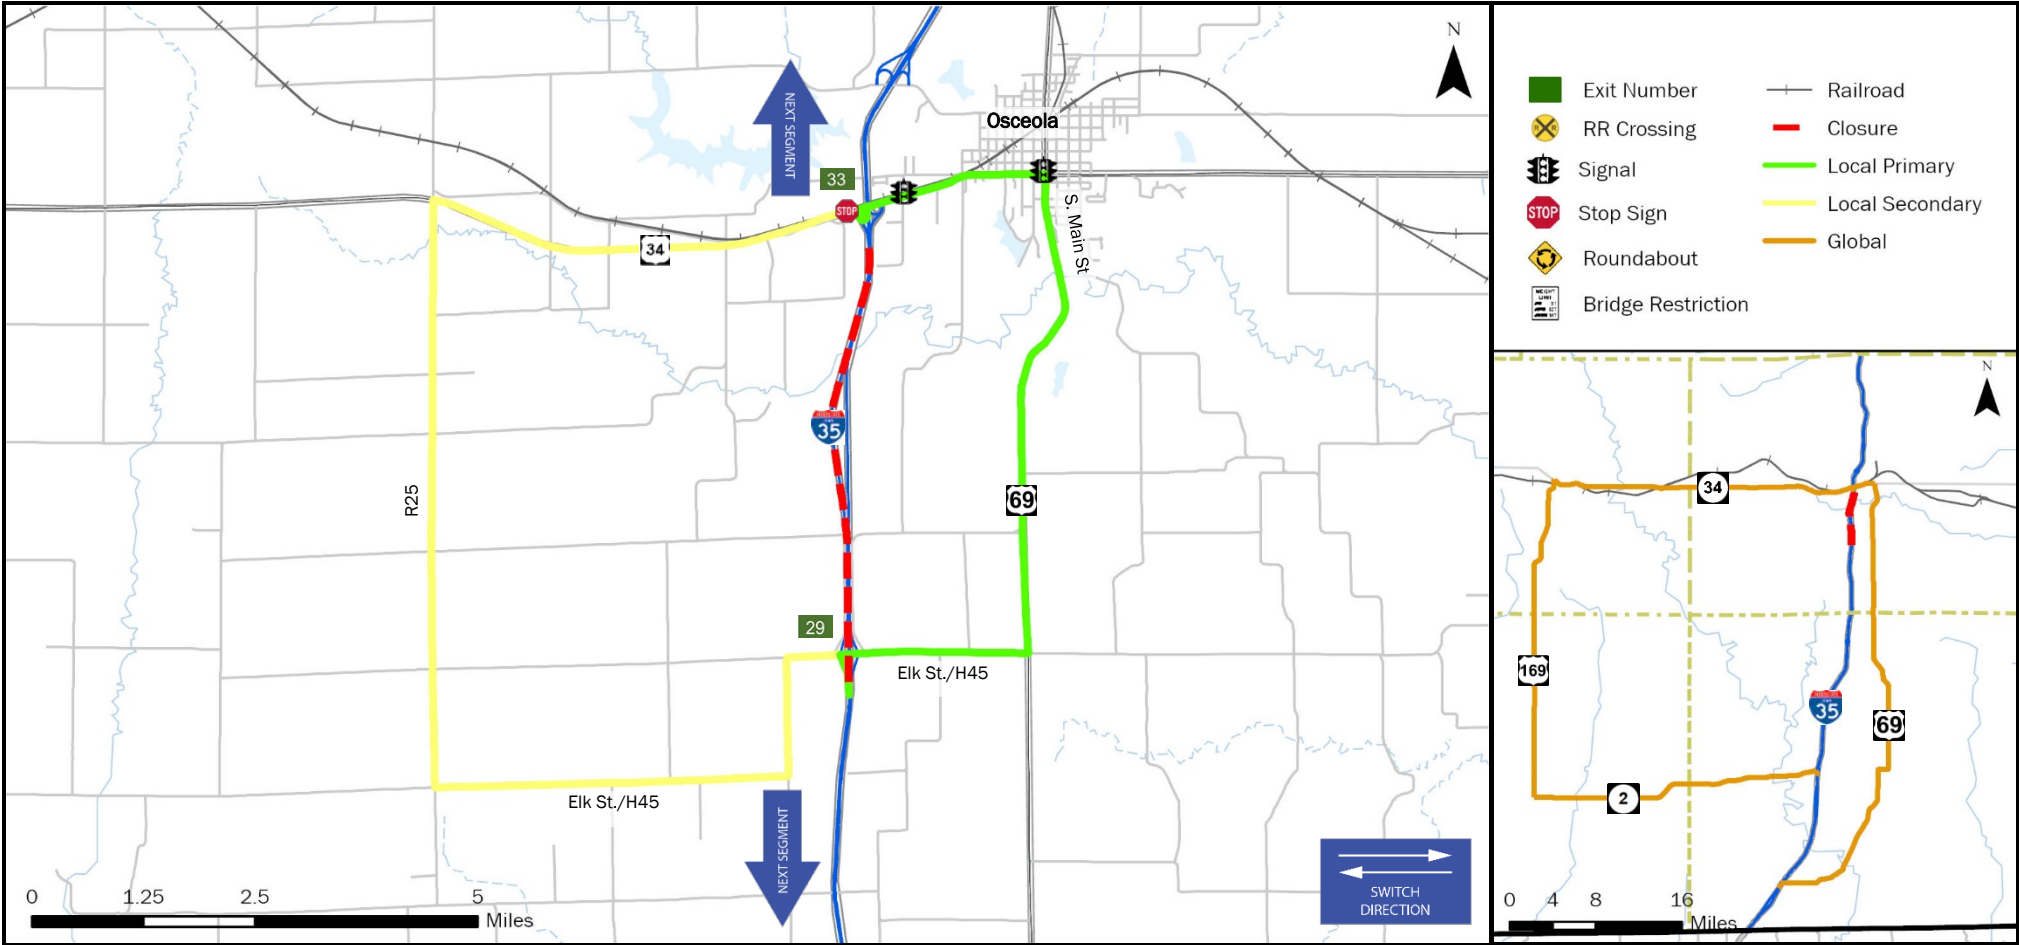 NEXT SEGMENT
N
Osceola
33
STOP
34
S. Main St
35
R25
69
29
Elk St./H45
Elk St./H45
NEXT SEGMENT
0 1.25 2.5 5
Miles
SWITCH
DIRECTION
Exit Number
RR Crossing
Signal
STOP Stop Sign
Roundabout
WEIGHT
LIMIT
Bridge Restriction
Railroad
Closure
Local Primary
Local Secondary
Global
N
34
169
35
69
2
0 4 8 16
Miles